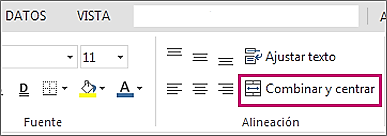 DATOS VISTA
11 Ajustar texto
D A Combinar y centrar
Fuente Alineación